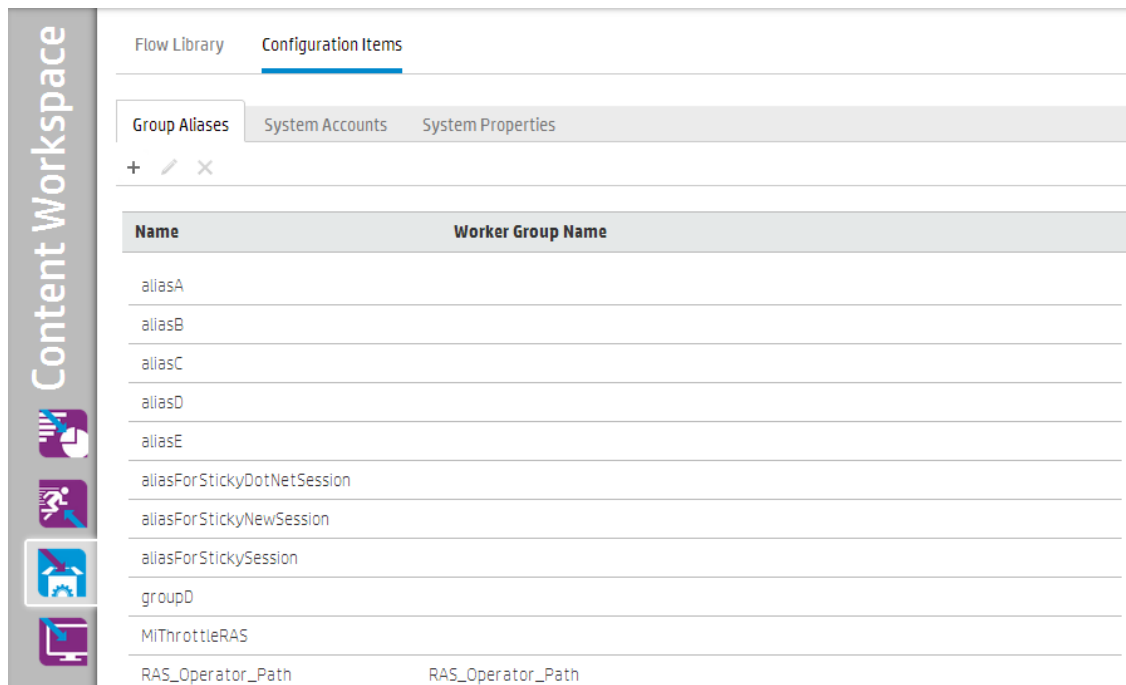 Content Workspace
Flow Library Configuration Items
Group Aliases System Accounts System Properties
Name Worker Group Name
aliasA
aliasB
aliasC
aliasD
aliasE
aliasForStickyDotNetSession
aliasForStickyNewSession
aliasForStickySession
groupD
MiThrottleRAS
RAS_Operator_Path RAS_Operator_Path